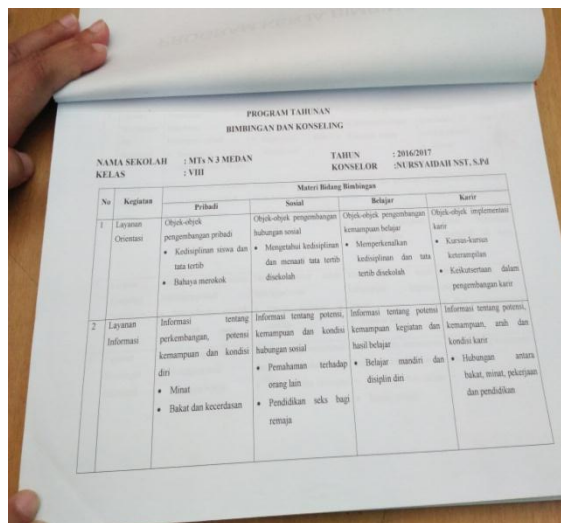 PROGRAM TAHUNAN
BIMBINGAN DAN KONSELING
NAMA SEKOLAH : MTs N 3 MEDAN
KELAS : VIII
TAHUN : 2016/2017
KONSELOR :NURSYAIDAH NST, S.Pd
No Kegiatan Materi Bidang Bimbingan
Pribadi Sosial Belajar Karir
1 Layanan
Orientasi
Objek-objek
pengembangan pribadi
• Kedisiplinan siswa dan
tata tertib
• Bahaya merokok
Objek-objek pengembangan
hubungan sosial
• Mengetahui kedisiplinan
dan menaati tata tertib
disekolah
Objek-objek pengembangan
kemampuan belajar
• Memperkenalkan
kedisiplinan dan tata
tertib disekolah
Objek-objek implementasi
karir
• Kursus-kursus
keterampilan
• Keikutsertaan dalam
pengembangan karir
2 Layanan
Informasi
Informasi tentang
perkembangan, potensi
kemampuan dan kondisi
diri
• Minat
• Bakat dan kecerdasan
Informasi tentang potensi,
kemampuan dan kondisi
hubungan sosial
• Pemahaman terhadap
orang lain
• Pendidikan seks bagi
remaja
Informasi tentang potensi
kemampuan kegiatan dan
hasil belajar
• Belajar mandiri dan
disiplin diri
Informasi tentang potensi,
kemampuan, arah dan
kondisi karir
• Hubungan antara
bakat, minat, pekerjaan
dan pendidikan